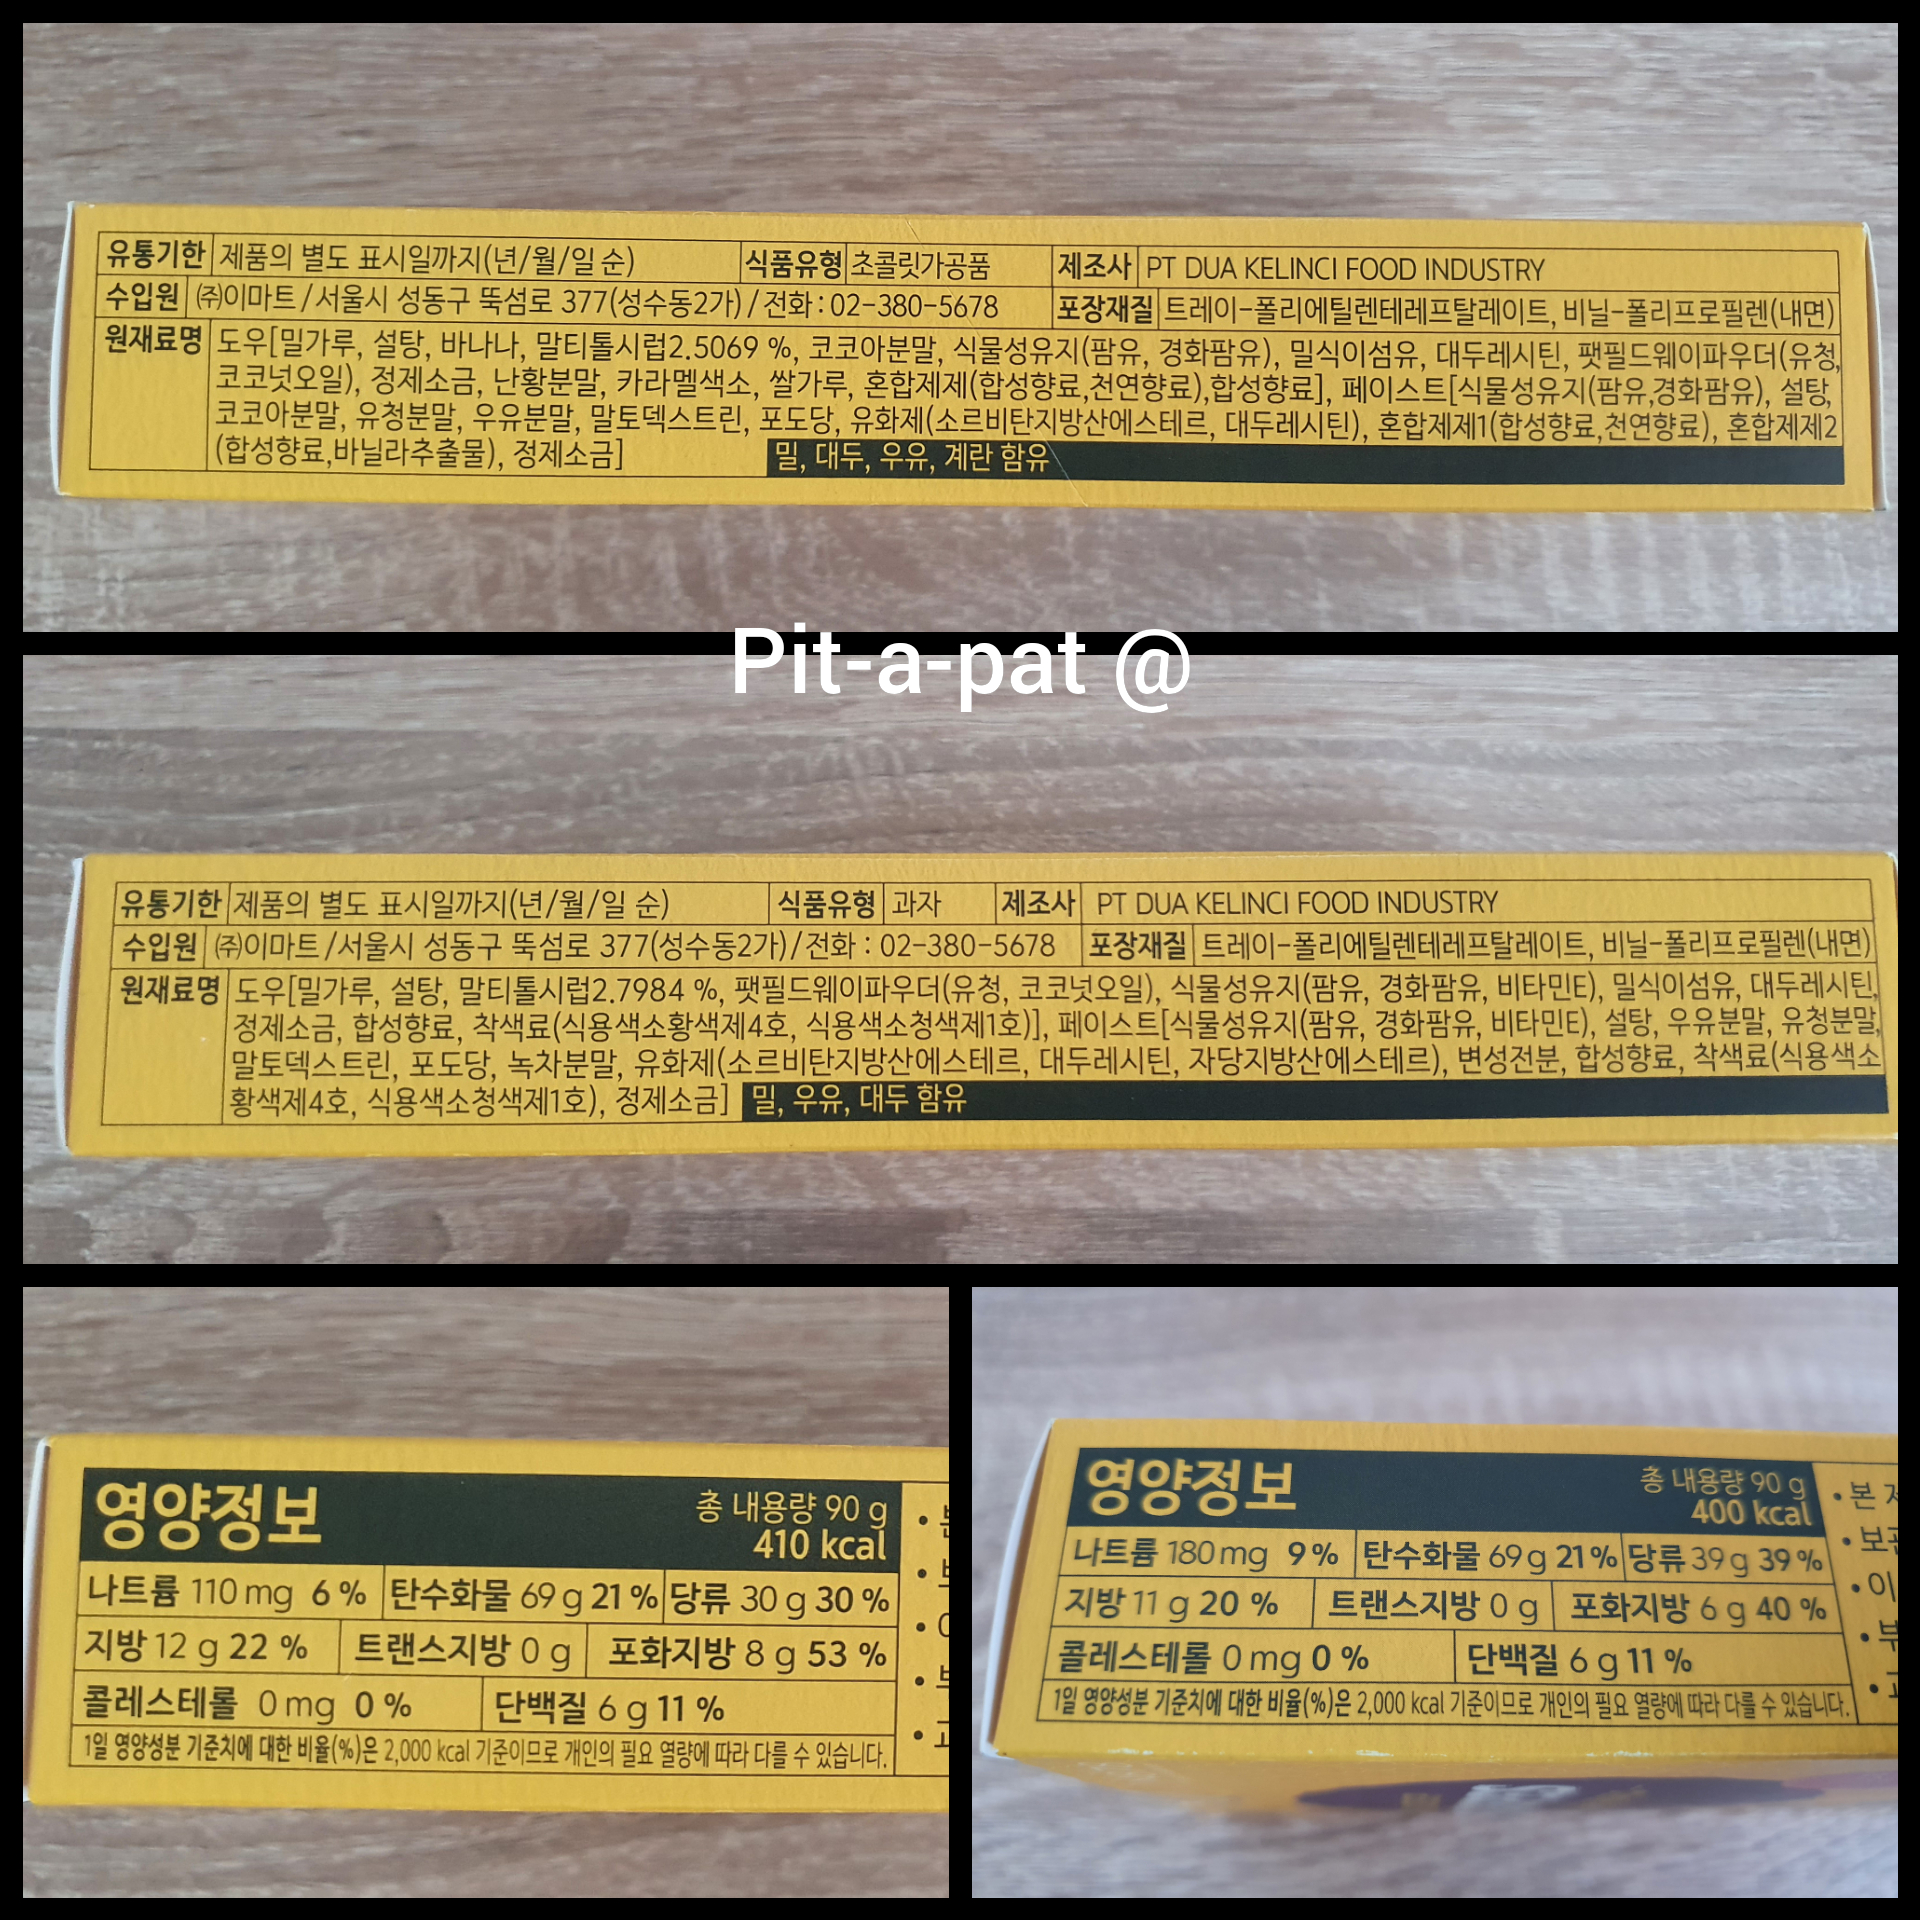 유통기한 제품의 별도 표시일까지(년/월/일 순) 식품유형 초콜릿가공품 제조사 PT DUA KELINCI FOOD INDUSTRY
수입원 ㈜이마트/서울시 성동구 뚝섬로 377(성수동2가)/전화:02-380-5678 포장재질 트레이-폴리에틸렌테레프탈레이트, 비닐-폴리프로필렌(내면)
원재료명 도우[밀가루, 설탕, 바나나, 말티톨시럽2.5069 %, 코코아분말, 식물성유지(팜유, 경화팜유), 밀식이섬유, 대두레시틴, 팻필드웨이파우더(유청,
코코넛오일), 정제소금, 난황분말, 카라멜색소, 쌀가루, 혼합제제(합성향료,천연향료),합성향료], 페이스트[식물성유지(팜유,경화팜유), 설탕,
코코아분말, 유청분말, 우유분말, 말토덱스트린, 포도당, 유화제(소르비탄지방산에스테르, 대두레시틴), 혼합제제1(합성향료,천연향료), 혼합제제2
(합성향료,바닐라추출물), 정제소금] 밀, 대두, 우유, 계란 함유
Pit-a-pat @
유통기한 제품의 별도 표시일까지(년/월/일 순) 식품유형 과자 제조사 PT DUA KELINCI FOOD INDUSTRY
수입원 ㈜이마트/서울시 성동구 뚝섬로 377(성수동2가)/전화 : 02-380-5678 포장재질 트레이-폴리에틸렌테레프탈레이트, 비닐-폴리프로필렌(내면)
원재료명 도우[밀가루, 설탕, 말티톨시럽2.7984 %, 팻필드웨이파우더(유청, 코코넛오일), 식물성유지(팜유, 경화팜유, 비타민E), 밀식이섬유, 대두레시틴,
정제소금, 합성향료, 착색료(식용색소황색제4호, 식용색소청색제1호)], 페이스트[식물성유지(팜유, 경화팜유, 비타민E), 설탕, 우유분말, 유청분말,
말토덱스트린, 포도당, 녹차분말, 유화제(소르비탄지방산에스테르, 대두레시틴, 자당지방산에스테르), 변성전분, 합성향료, 착색료(식용색소
황색제4호, 식용색소청색제1호), 정제소금] 밀, 우유, 대두 함유
영양정보 총 내용량 90 g
410 kcal
나트륨 110 mg 6 % 탄수화물 69 g 21 % 당류 30 g 30 %
지방 12 g 22 % 트랜스지방 0 g 포화지방 8 g 53 %
콜레스테롤 0 mg 0 % 단백질 6 g 11 %
1일 영양성분 기준치에 대한 비율(%)은 2,000 kcal 기준이므로 개인의 필요 열량에 따라 다를 수 있습니다.
영양정보 총 내용량 90 g
400 kcal
나트륨 180 mg 9 % 탄수화물 69 g 21 % 당류 39 g 39 %
지방 11 g 20 % 트랜스지방 0 g 포화지방 6 g 40 %
콜레스테롤 0 mg 0 % 단백질 6 g 11 %
1일 영양성분 기준치에 대한 비율(%)은 2,000 kcal 기준이므로 개인의 필요 열량에 따라 다를 수 있습니다.
• 본